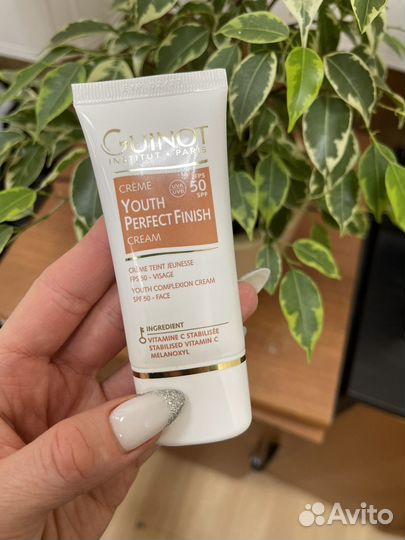 GUINOT
INSTITUT • PARIS
CRÈME
YOUTH
PERFECT FINISH
CREAM
UVA
UVB
FPS
50
SPF
CRÈME TEINT JEUNESSE
FPS 50 - VISAGE
YOUTH COMPLEXION CREAM
SPF 50 - FACE
INGREDIENT
VITAMINE C STABILISÉE
STABILISED VITAMIN C
MELANOXYL
Avito